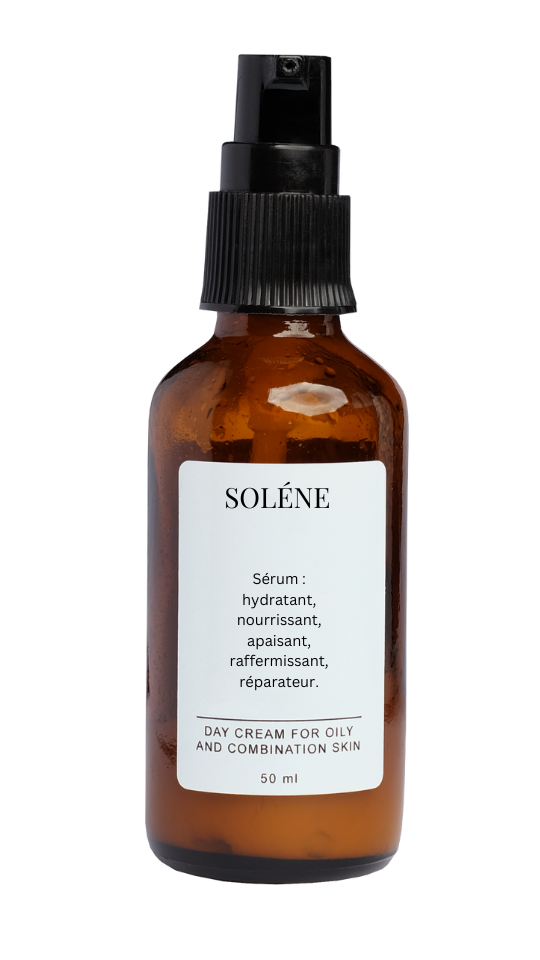 SOLÉNE
Sérum :
hydratant,
nourrissant,
apaisant,
raffermissant,
réparateur.
DAY CREAM FOR OILY
AND COMBINATION SKIN
50 ml